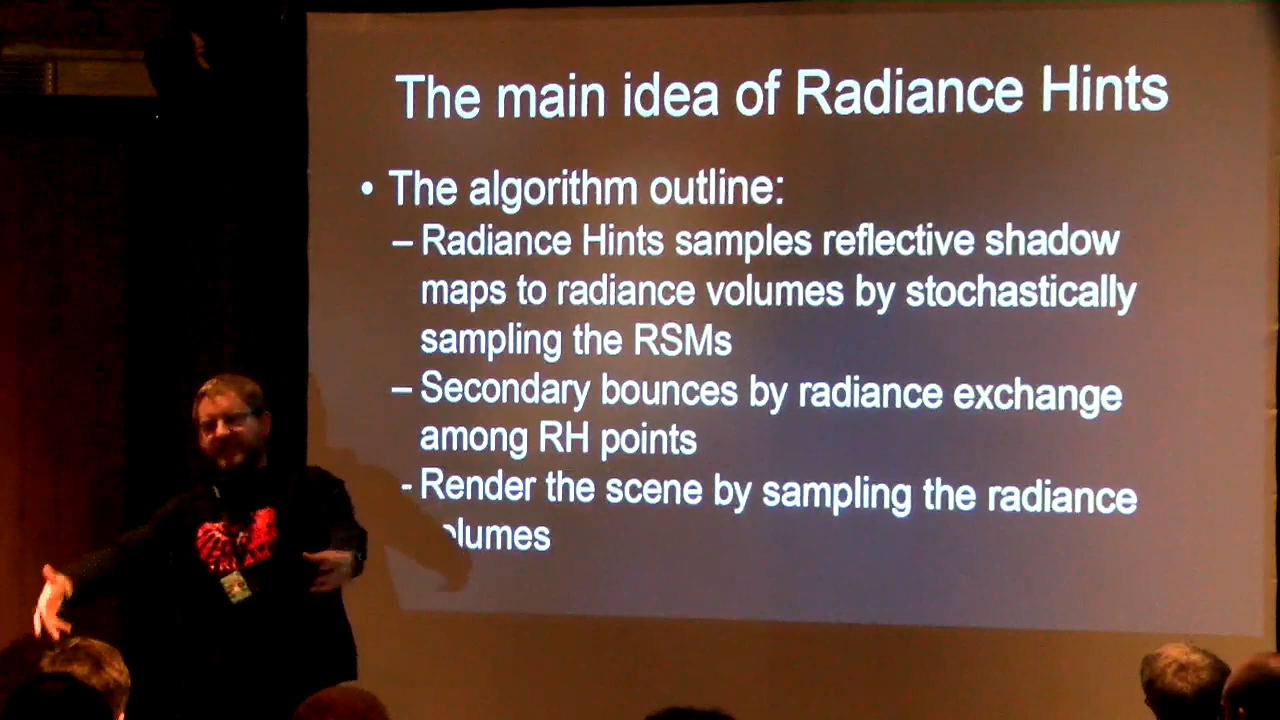 The main idea of Radiance Hints
• The algorithm outline:
– Radiance Hints samples reflective shadow
maps to radiance volumes by stochastically
sampling the RSMs
– Secondary bounces by radiance exchange
among RH points
- Render the scene by sampling the radiance
olumes